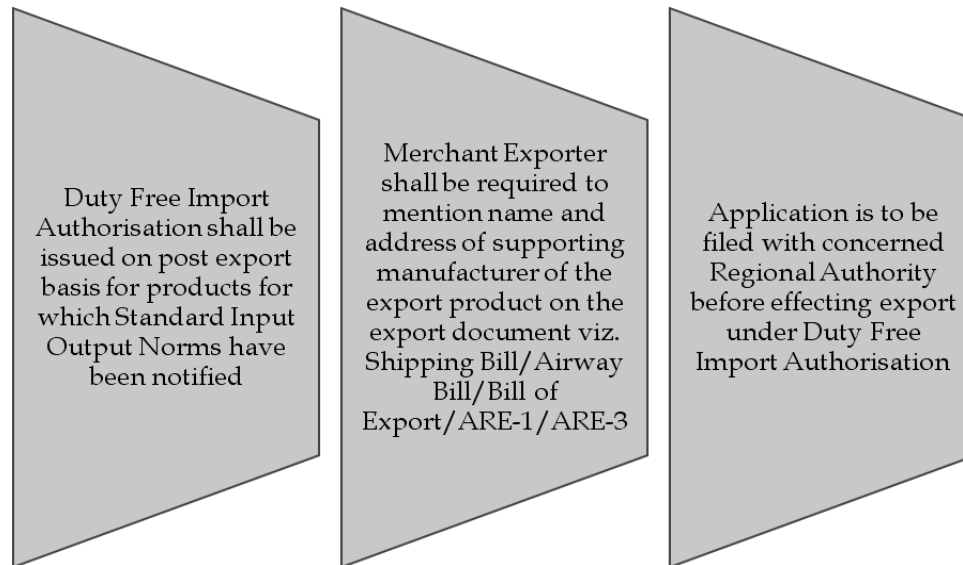 Duty Free Import
Authorisation shall be
issued on post export
basis for products for
which Standard Input
Output Norms have
been notified
Merchant Exporter
shall be required to
mention name and
address of supporting
manufacturer of the
export product on the
export document viz.
Shipping Bill/Airway
Bill/Bill of
Export/ARE-1/ARE-3
Application is to be
filed with concerned
Regional Authority
before effecting export
under Duty Free
Import Authorisation